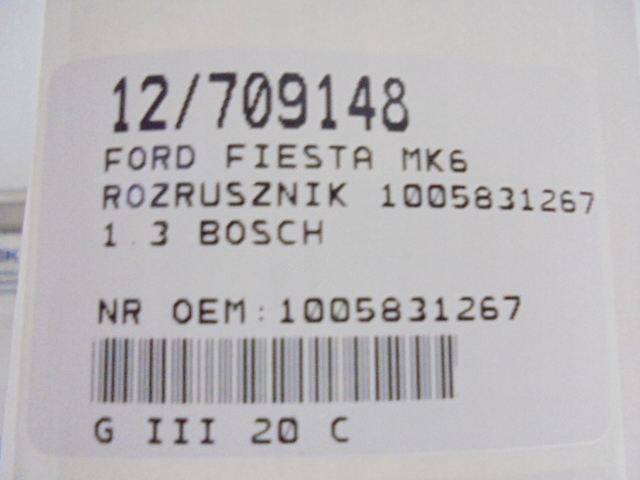 12/709148
FORD FIESTA MK6
ROZRUSZNIK 1005831267
1.3 BOSCH
NR OEM:1005831267
G III 20 C